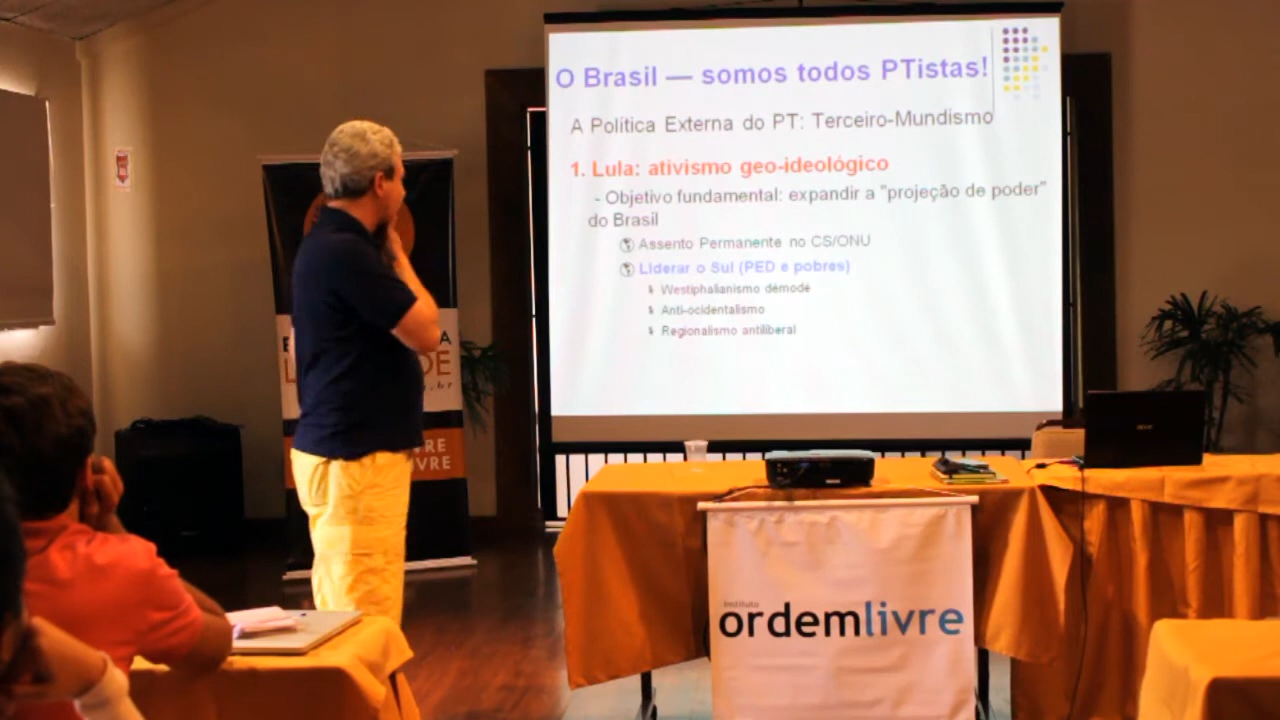 O Brasil — somos todos PTistas!
A Política Externa do PT: Terceiro-Mundismo
1. Lula: ativismo geo-ideológico
- Objetivo fundamental: expandir a "projeção de poder"
do Brasil
Assento Permanente no CS/ONU
Liderar o Sul (PED e pobres)
Westiphalianismo démodé
Anti-ocidentalismo
Regionalismo antiliberal
instituto
ordemlivre
acer